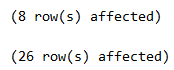 (8 row(s) affected)
(26 row(s) affected)